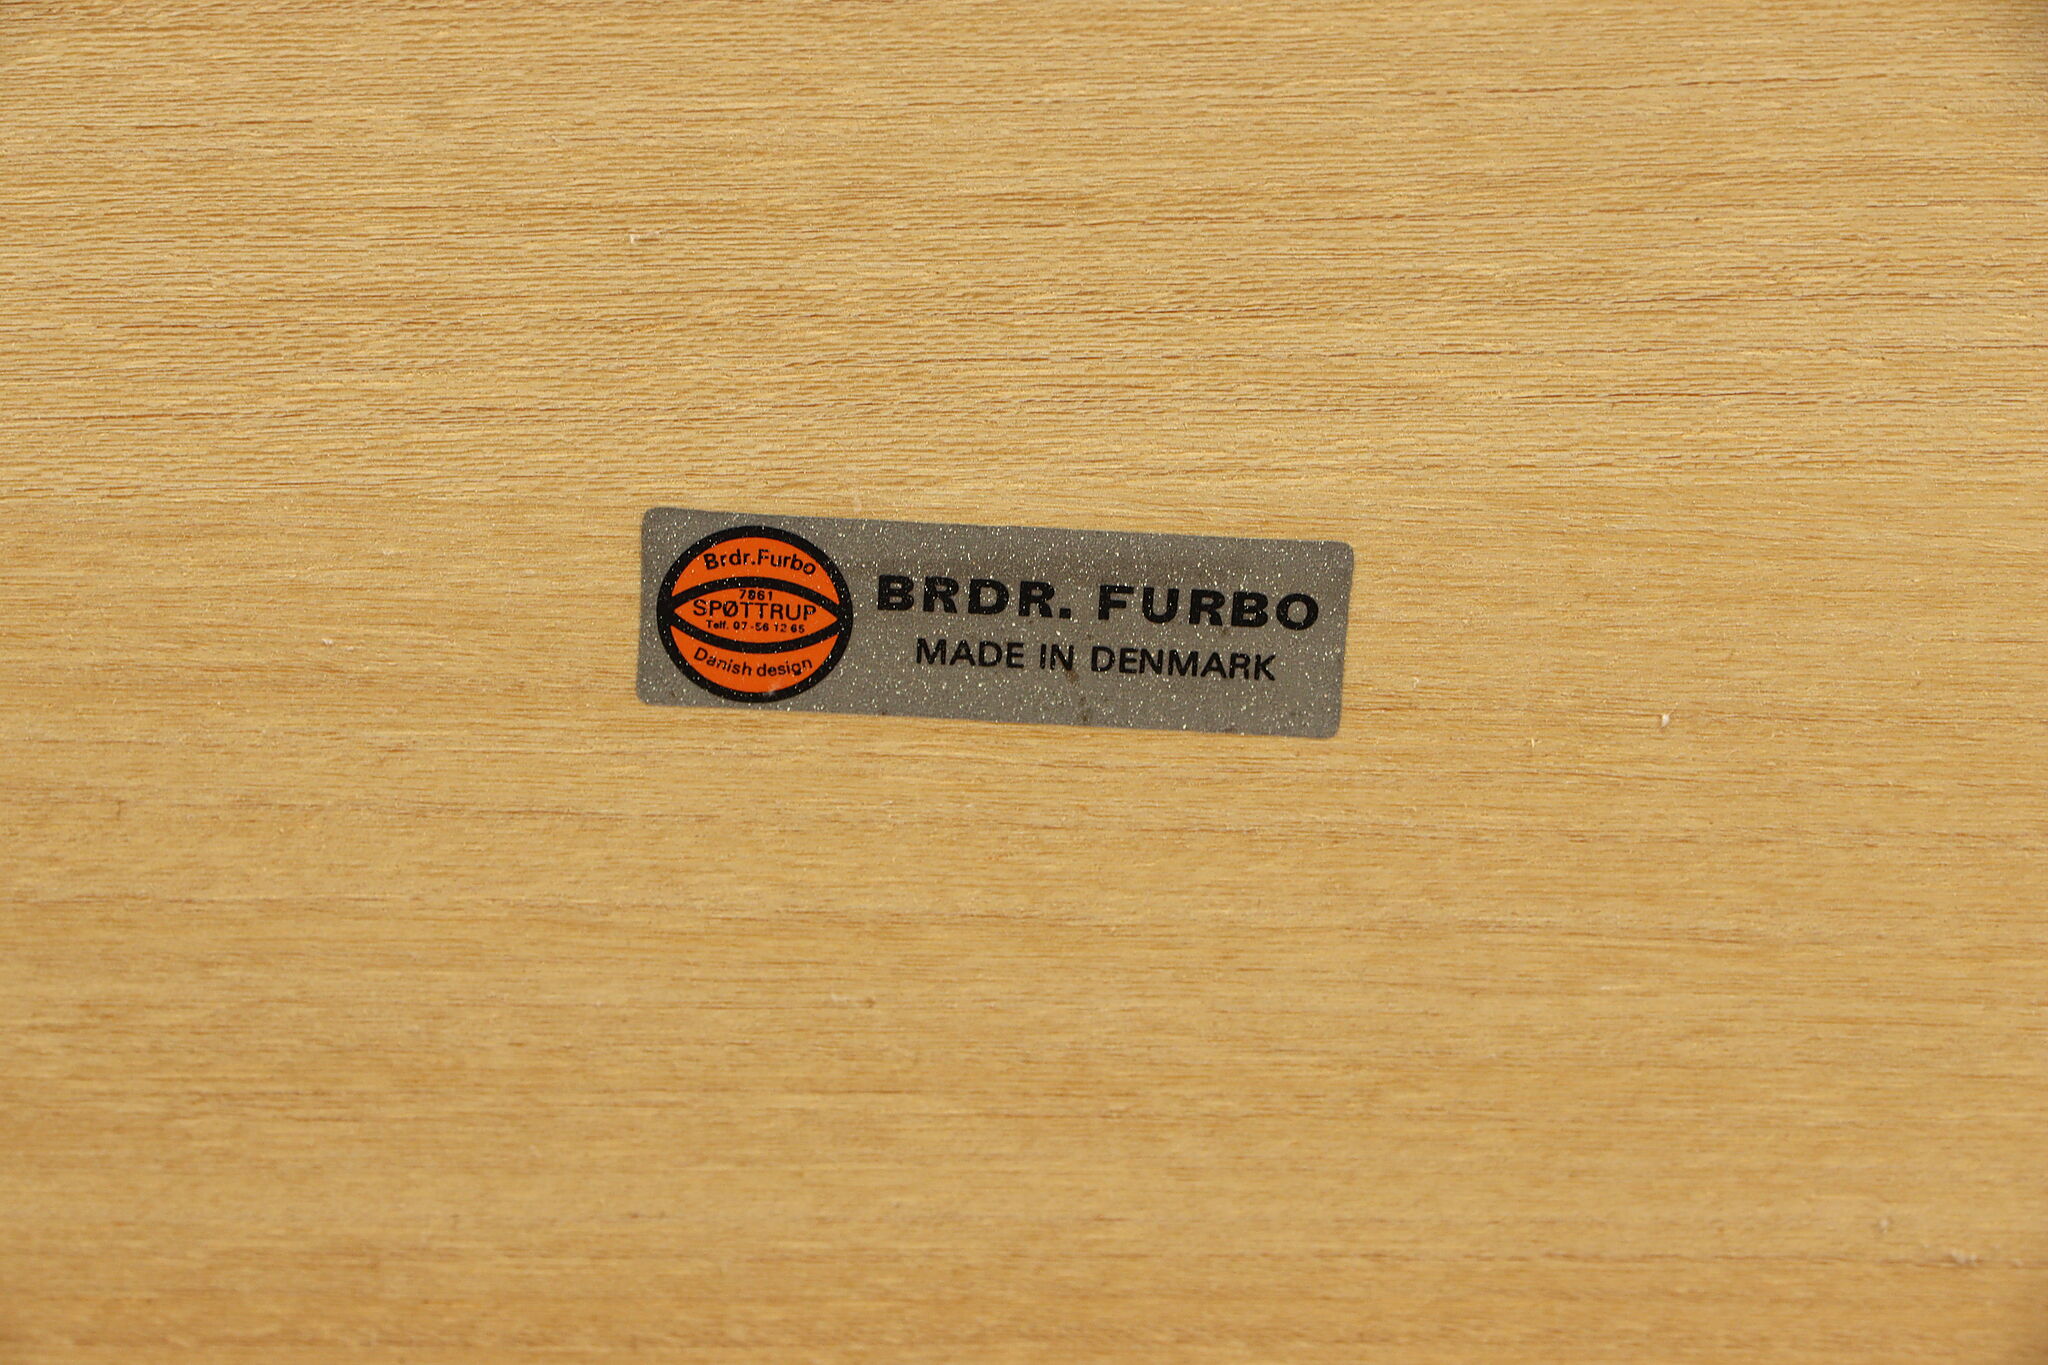 Brdr.Furbo
7861
SPØTTRUP
Telf. 07-56 12 65
Danish design
BRDR. FURBO
MADE IN DENMARK